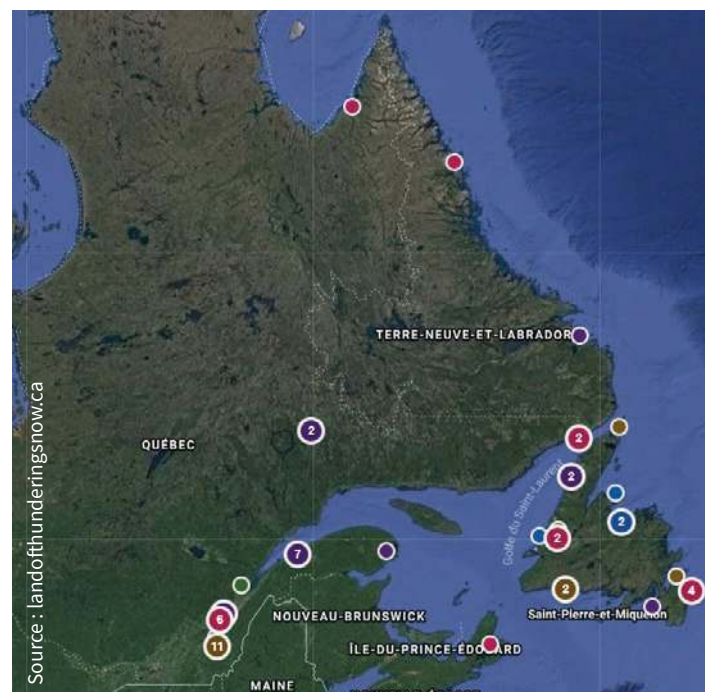 TERRE-NEUVE-ET-LABRADOR
2
QUÉBEC
2
2
Golfe du Saint-Laurent
2
2
7
2
4
Saint-Pierre-et-Miquelon
6
NOUVEAU-BRUNSWICK
11
ÎLE-DU-PRINCE-ÉDOUARD
MAINE
Source : landofthunderingsnow.ca